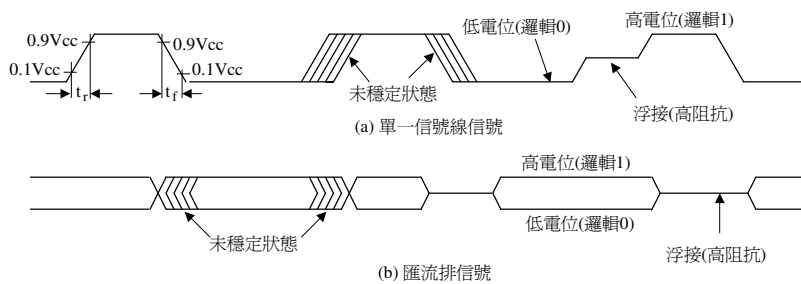 0.9Vcc
0.1Vcc
tr
0.9Vcc
0.1Vcc
tf
未穩定狀態
低電位(邏輯0)
高電位(邏輯1)
浮接(高阻抗)
(a) 單一信號線信號
未穩定狀態
高電位(邏輯1)
低電位(邏輯0)
浮接(高阻抗)
(b) 匯流排信號